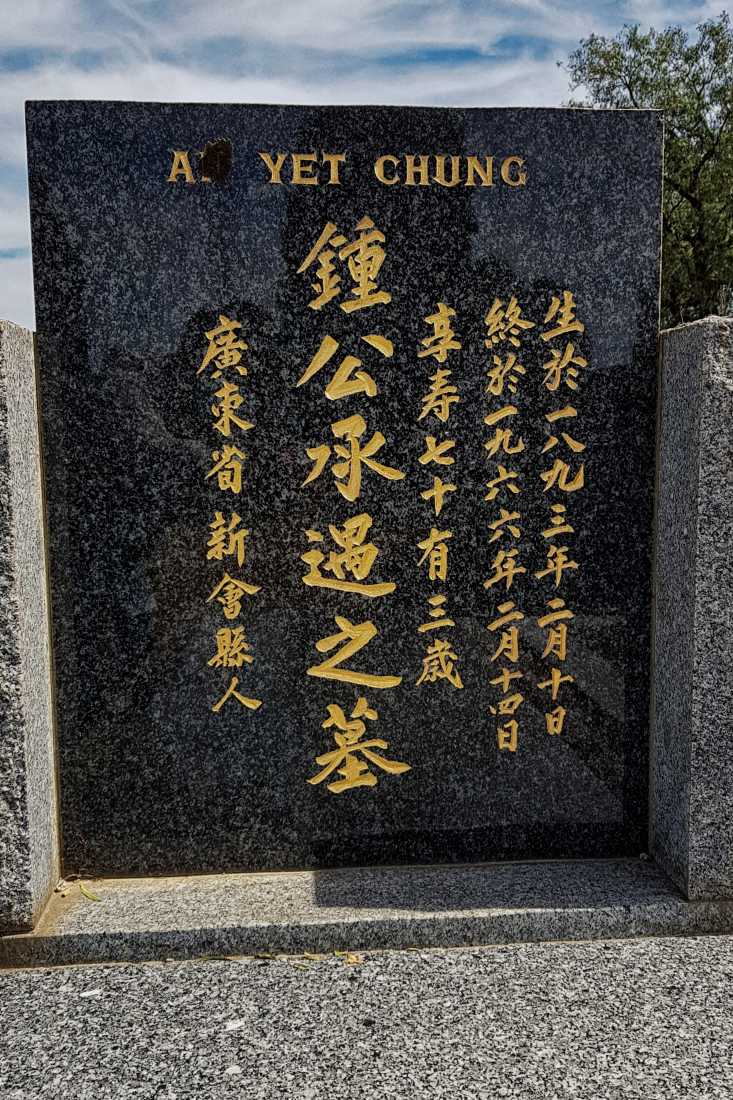 YET CHUNG
生於一八九三年二月十日
終於一九六六年二月十四日
享寿七十有三歲
鍾公承遇之墓
廣東省新會縣人